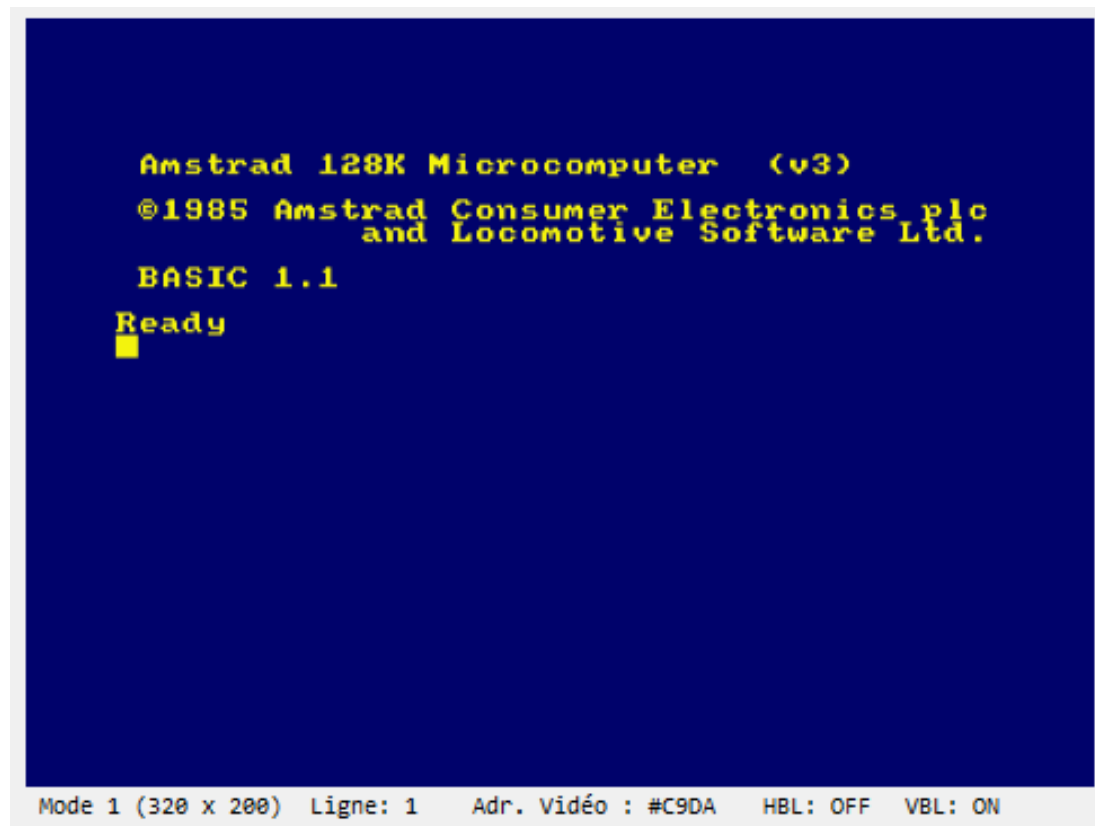 Amstrad 128K Microcomputer  (v3)
©1985 Amstrad Consumer Electronics plc
and Locomotive Software Ltd.
BASIC 1.1
Ready
Mode 1 (320 x 200)  Ligne: 1  Adr. Vidéo : #C9DA  HBL: OFF  VBL: ON